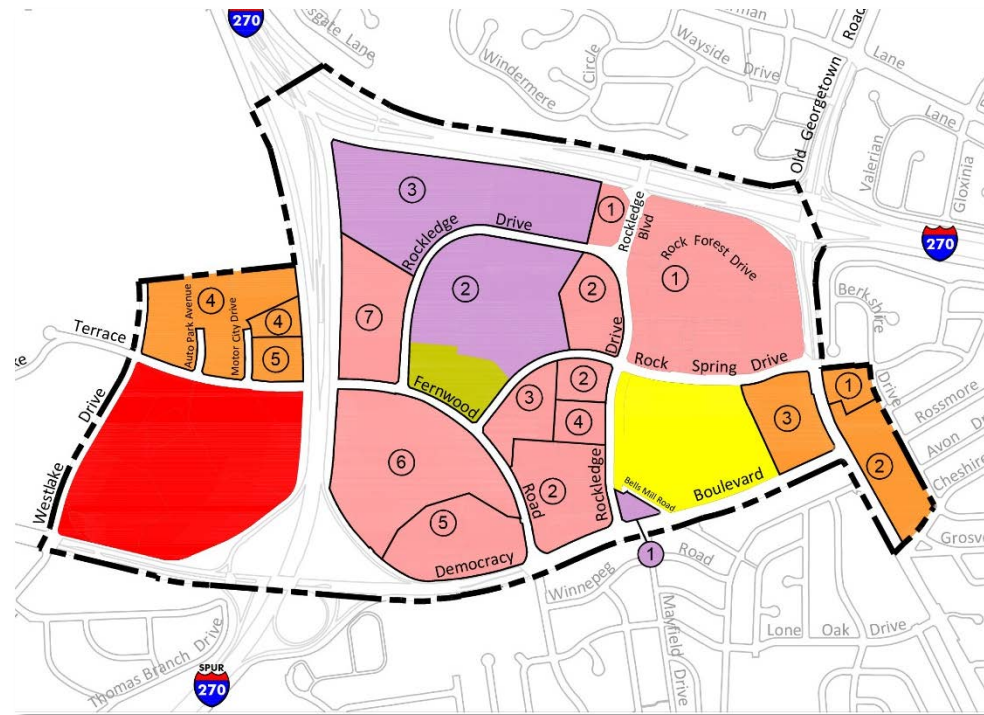 270
Lane
Windermere
Circle
Wayside
Drive
Lane
Old Georgetown Road
Lane
Valerian
Gloxinia
270
3
1
Rockledge Drive
Rockledge Blvd
Rock Forest Drive
1
2
2
Drive
7
Berkshire
Drive
4
Auto Park Avenue
Motor City Drive
4
5
Terrace
Westlake Drive
Fernwood
Road
Rock Spring Drive
3
2
4
2
Rockledge
6
5
Democracy
Boulevard
Bells Mill Road
1
3
1
2
Rossmore
Avon
Cheshire
Grosv
Winnepeg Road
Mayfield Drive
Lone Oak Drive
Thomas Branch Drive
SPUR
270